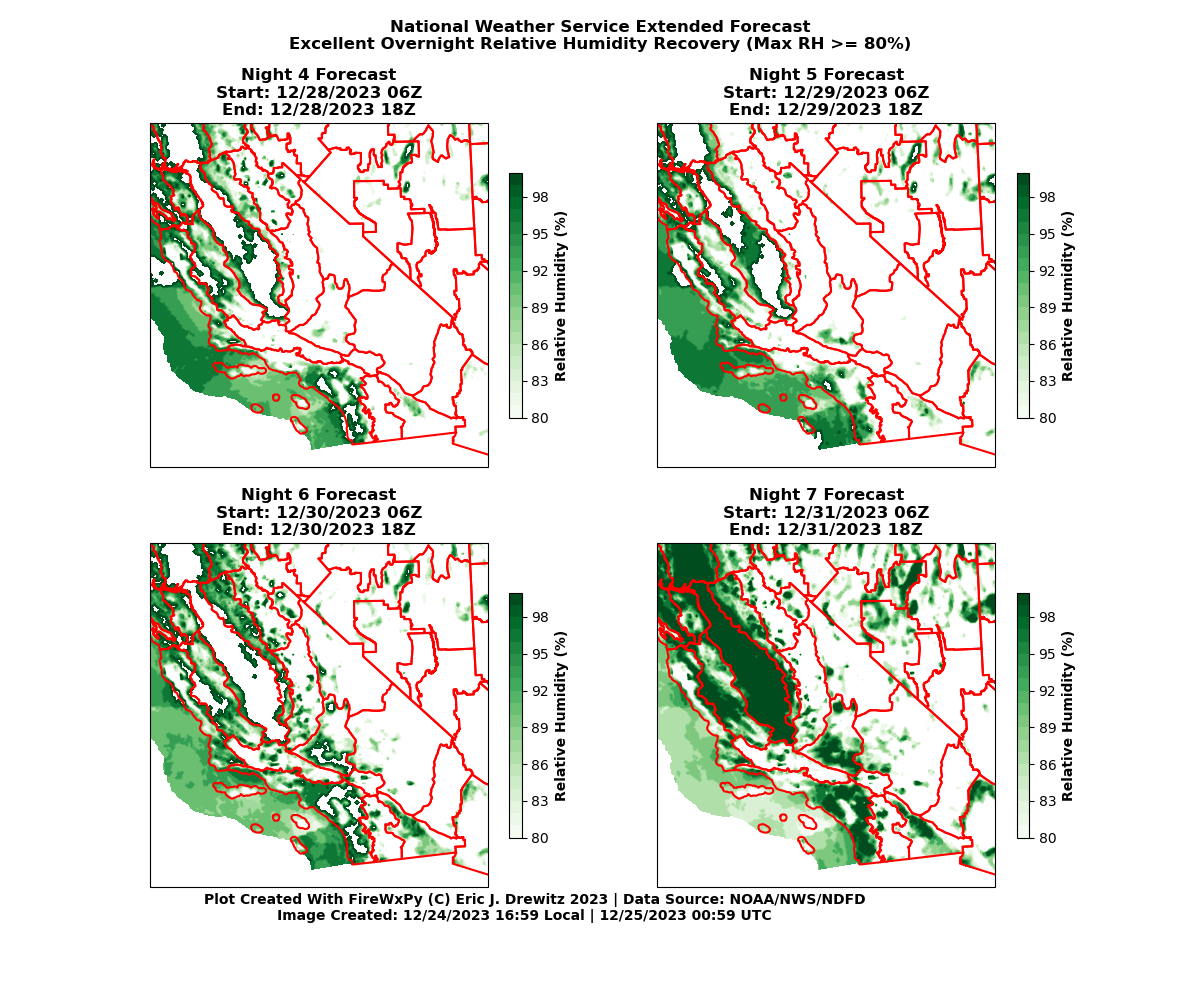 National Weather Service Extended Forecast
Excellent Overnight Relative Humidity Recovery (Max RH >= 80%)
Night 4 Forecast
Start: 12/28/2023 06Z
End: 12/28/2023 18Z
98
95
92
89
86
83
80
Relative Humidity (%)
Night 5 Forecast
Start: 12/29/2023 06Z
End: 12/29/2023 18Z
98
95
92
89
86
83
80
Relative Humidity (%)
Night 6 Forecast
Start: 12/30/2023 06Z
End: 12/30/2023 18Z
98
95
92
89
86
83
80
Relative Humidity (%)
Night 7 Forecast
Start: 12/31/2023 06Z
End: 12/31/2023 18Z
98
95
92
89
86
83
80
Relative Humidity (%)
Plot Created With FireWxPy (C) Eric J. Drewitz 2023 | Data Source: NOAA/NWS/NDFD
Image Created: 12/24/2023 16:59 Local | 12/25/2023 00:59 UTC